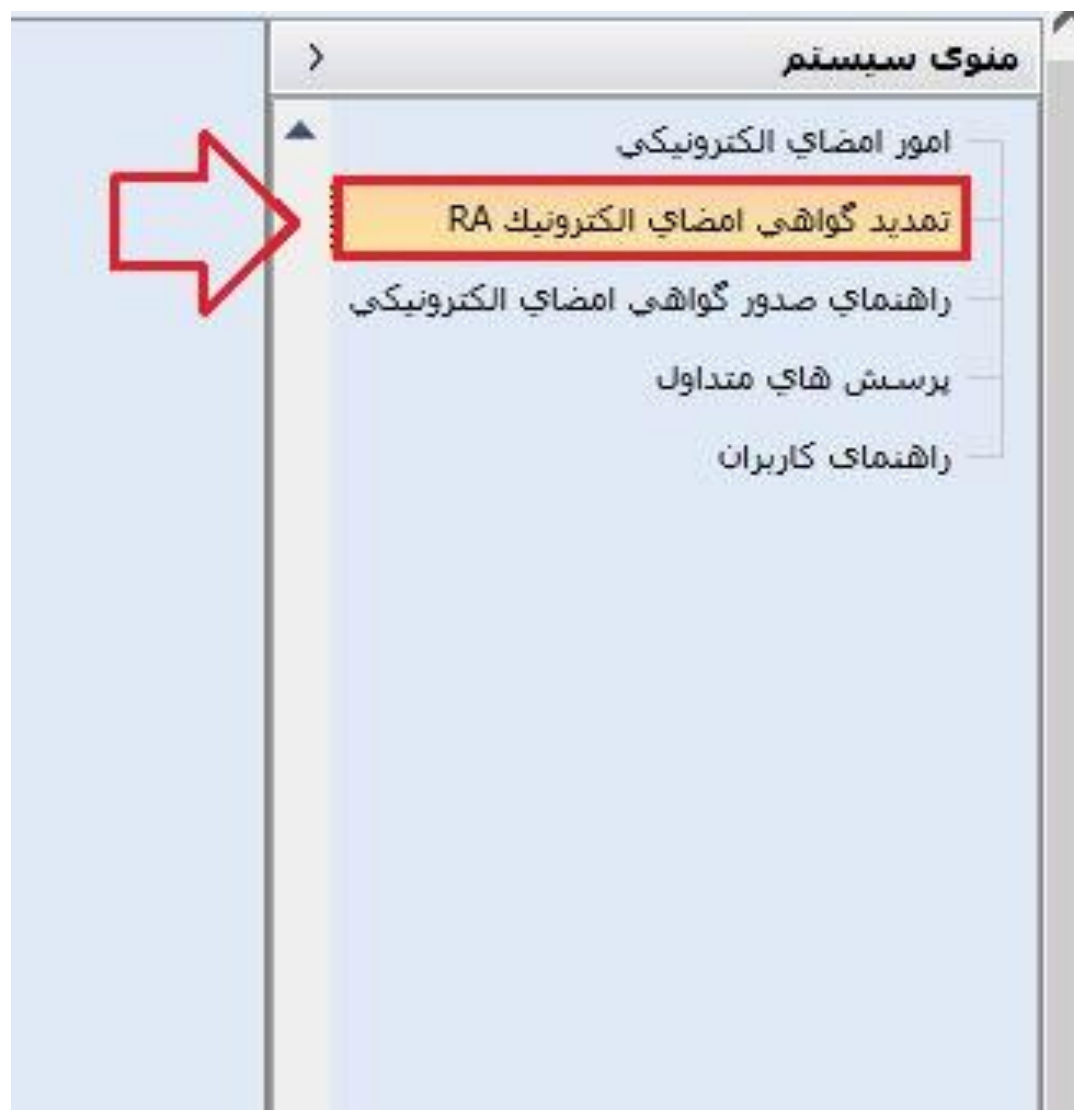 منوی سیستم
امور امضاي الكترونيكي
تمدید گواهي امضاي الكترونيك RA
راهنماي صدور گواهي امضاي الكترونيكي
پرسش هاي متداول
راهنمای کاربران